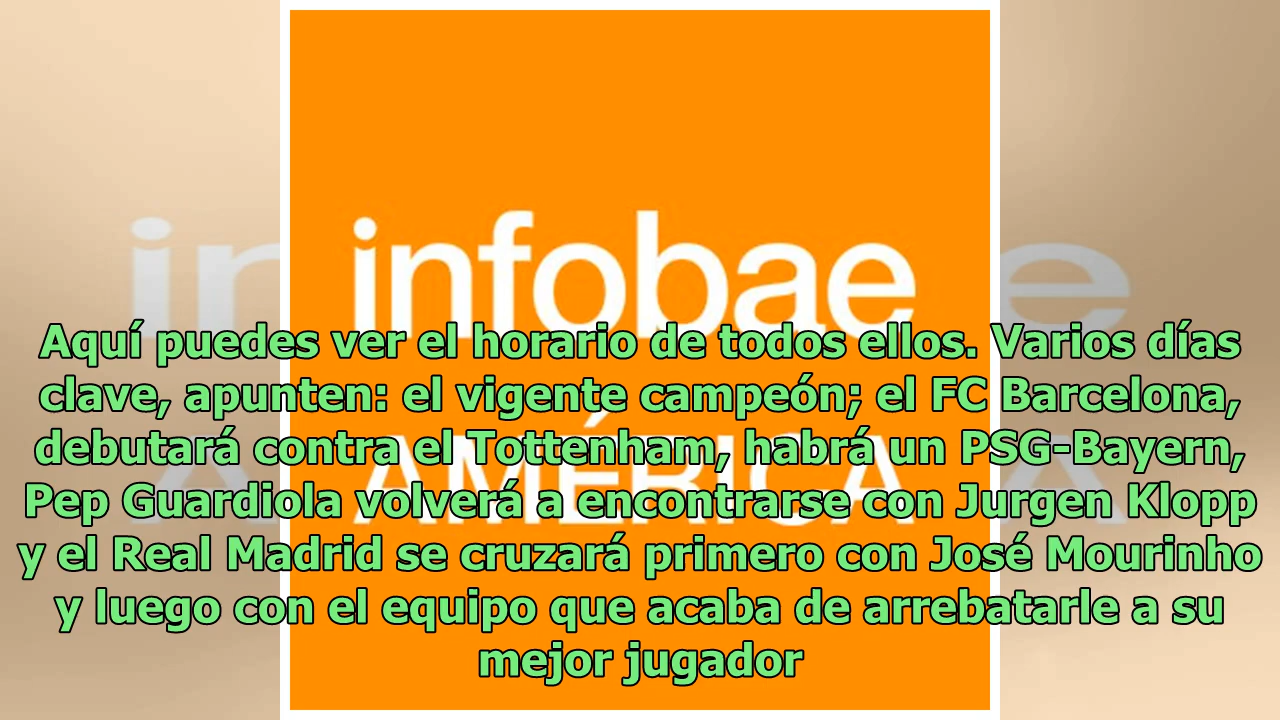 infobae
AMÉRICA
Aquí puedes ver el horario de todos ellos. Varios días
clave, apunten: el vigente campeón; el FC Barcelona,
debutará contra el Tottenham, habrá un PSG-Bayern,
Pep Guardiola volverá a encontrarse con Jurgen Klopp
y el Real Madrid se cruzará primero con José Mourinho
y luego con el equipo que acaba de arrebatarle a su
mejor jugador